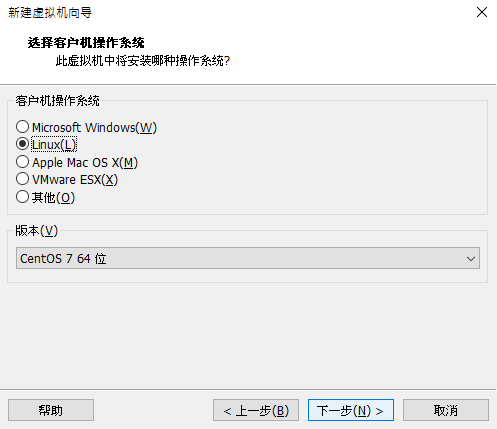 新建虚拟机向导
选择客户机操作系统
此虚拟机中将安装哪种操作系统?
客户机操作系统
Microsoft Windows(W)
Linux(L)
Apple Mac OS X(M)
VMware ESX(X)
其他(O)
版本(V)
CentOS 7 64 位
帮助
< 上一步(B)
下一步(N) >
取消